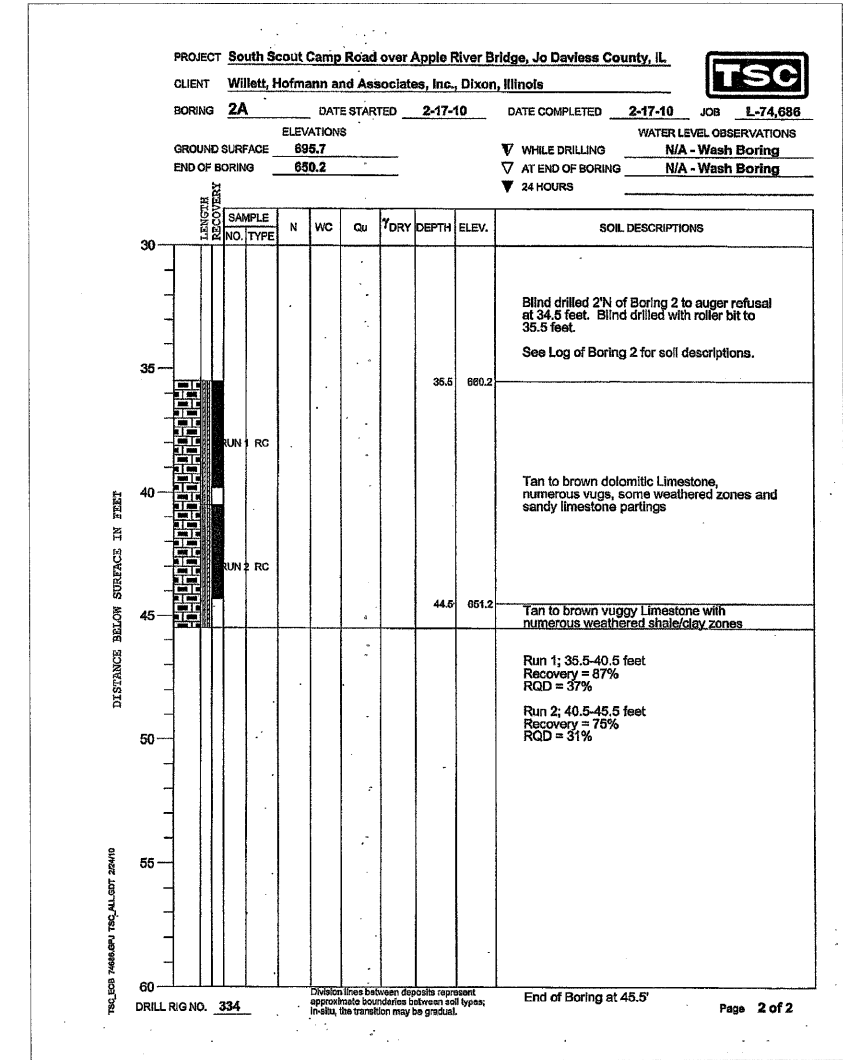 PROJECT South Scout Camp Road over Apple River Bridge, Jo Daviess County, IL
TSC
CLIENT Willett, Hofmann and Associates, Inc., Dixon, Illinois
BORING 2A DATE STARTED 2-17-10 DATE COMPLETED 2-17-10 JOB L-74,686
ELEVATIONS WATER LEVEL OBSERVATIONS
GROUND SURFACE 695.7 WHILE DRILLING N/A - Wash Boring
END OF BORING 650.2 AT END OF BORING N/A - Wash Boring
24 HOURS
LENGTH
RECOVERY
SAMPLE
NO. TYPE N WC Qu γDRY DEPTH ELEV. SOIL DESCRIPTIONS
30
Blind drilled 2'N of Boring 2 to auger refusal
at 34.5 feet. Blind drilled with roller bit to
35.5 feet.
See Log of Boring 2 for soil descriptions.
35
35.5 660.2
RUN 1 RC
Tan to brown dolomitic Limestone,
numerous vugs, some weathered zones and
sandy limestone partings
40
RUN 2 RC
44.5 651.2
Tan to brown vuggy Limestone with
numerous weathered shale/clay zones
45
Run 1; 35.5-40.5 feet
Recovery = 87%
RQD = 37%
Run 2; 40.5-45.5 feet
Recovery = 75%
RQD = 31%
50
55
60
DISTANCE BELOW SURFACE IN FEET
TSC_EOB 74686.GPJ TSC_ALL.GDT 2/24/10
DRILL RIG NO. 334
Division lines between deposits represent
approximate boundaries between soil types;
In-situ, the transition may be gradual.
End of Boring at 45.5'
Page 2 of 2